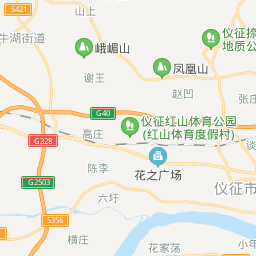 S421
山上
仪征捺
地质公
牛湖街道
峨嵋山
谢王
凤凰山
赵凹
张庄
G40
仪征红山体育公园
(红山体育度假村)
高庄
G328
陈李
花之广场
G2503
六圩
仪征市
S356
横庄
花家荡
谈年